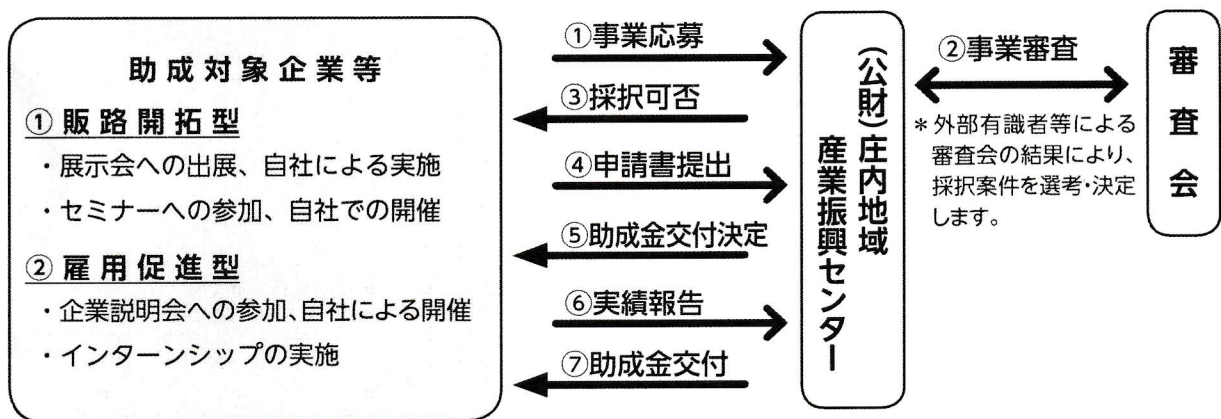 助成対象企業等
①販路開拓型
・展示会への出展、自社による実施
・セミナーへの参加、自社での開催
②雇用促進型
・企業説明会への参加、自社による開催
・インターンシップの実施
①事業応募
③採択可否
④申請書提出
⑤助成金交付決定
⑥実績報告
⑦助成金交付
(公財)庄内地域
産業振興センター
②事業審査
*外部有識者等による
審査会の結果により、
採択案件を選考・決定
します。
審査会